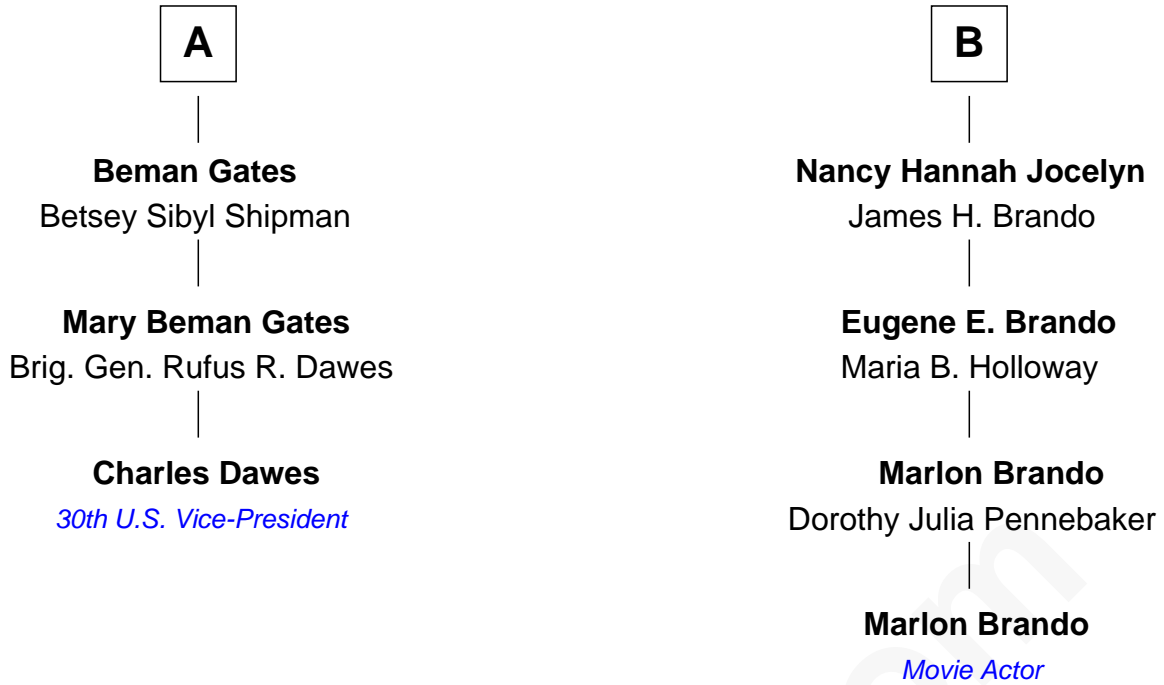 A
Beman Gates
Betsey Sibyl Shipman
Mary Beman Gates
Brig. Gen. Rufus R. Dawes
Charles Dawes
30th U.S. Vice-President
B
Nancy Hannah Jocelyn
James H. Brando
Eugene E. Brando
Maria B. Holloway
Marlon Brando
Dorothy Julia Pennebaker
Marlon Brando
Movie Actor